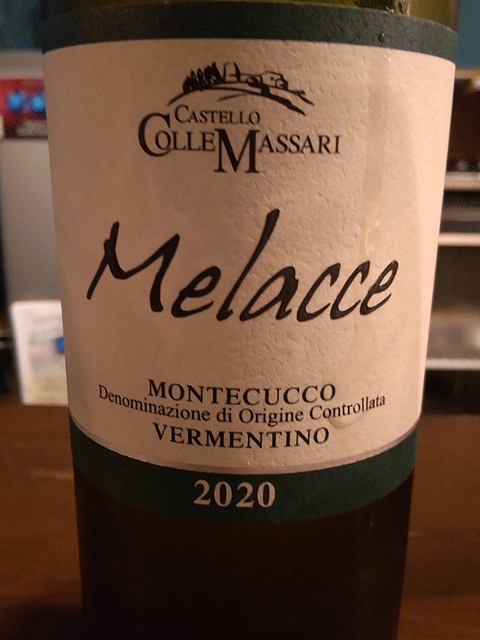 CASTELLO
COLLEMASSARI
Melacce
MONTECUCCO
Denominazione di Origine Controllata
VERMENTINO
2020